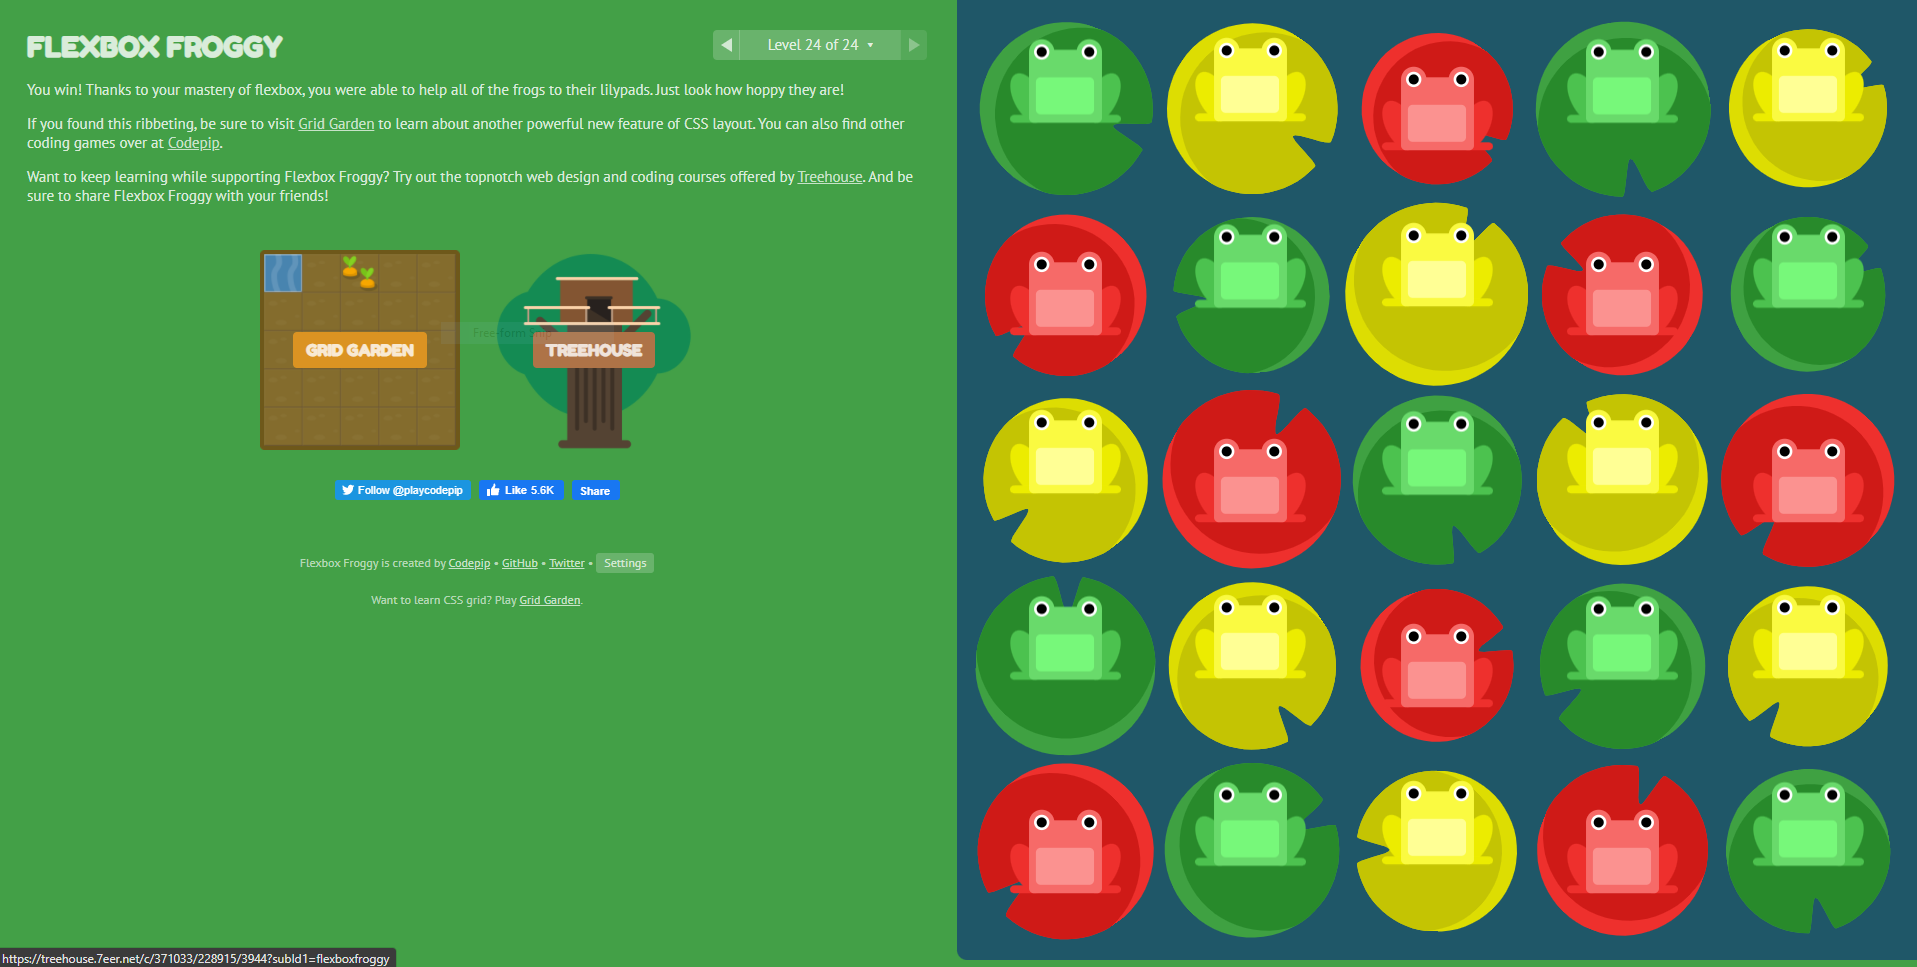 FLEXBOX FROGGY
Level 24 of 24
You win! Thanks to your mastery of flexbox, you were able to help all of the frogs to their lilypads. Just look how hoppy they are!
If you found this ribbeting, be sure to visit Grid Garden to learn about another powerful new feature of CSS layout. You can also find other
coding games over at Codepip.
Want to keep learning while supporting Flexbox Froggy? Try out the topnotch web design and coding courses offered by Treehouse. And be
sure to share Flexbox Froggy with your friends!
Free-form Snip
GRID GARDEN
TREEHOUSE
Follow @playcodepip
Like 5.6K
Share
Flexbox Froggy is created by Codepip • GitHub • Twitter • Settings
Want to learn CSS grid? Play Grid Garden.
https://treehouse.7eer.net/c/371033/228915/3944?subId1=flexboxfroggy